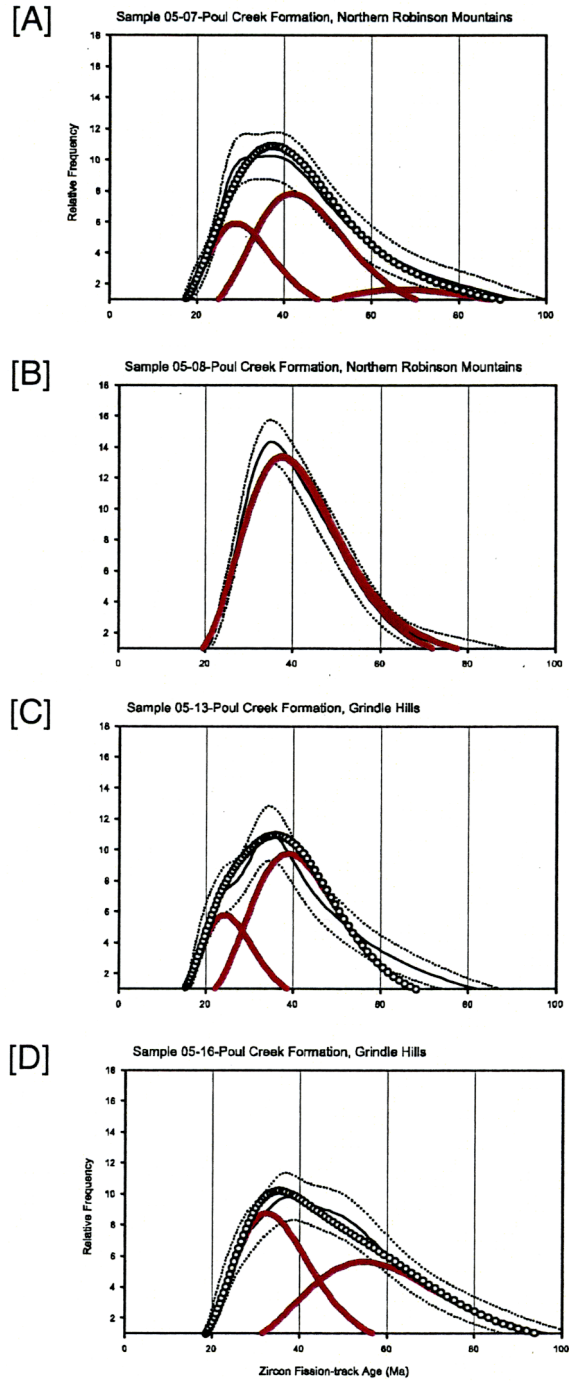 [A]
Sample 05-07-Poul Creek Formation, Northern Robinson Mountains
18
16
14
12
10
8
6
4
2
Relative Frequency
0 20 40 60 80 100
[B]
Sample 05-08-Poul Creek Formation, Northern Robinson Mountains
18
16
14
12
10
8
6
4
2
0 20 40 60 80 100
[C]
Sample 05-13-Poul Creek Formation, Grindle Hills
18
16
14
12
10
8
6
4
2
0 20 40 60 80 100
[D]
Sample 05-16-Poul Creek Formation, Grindle Hills
18
16
14
12
10
8
6
4
2
Relative Frequency
0 20 40 60 80 100
Zircon Fission-track Age (Ma)